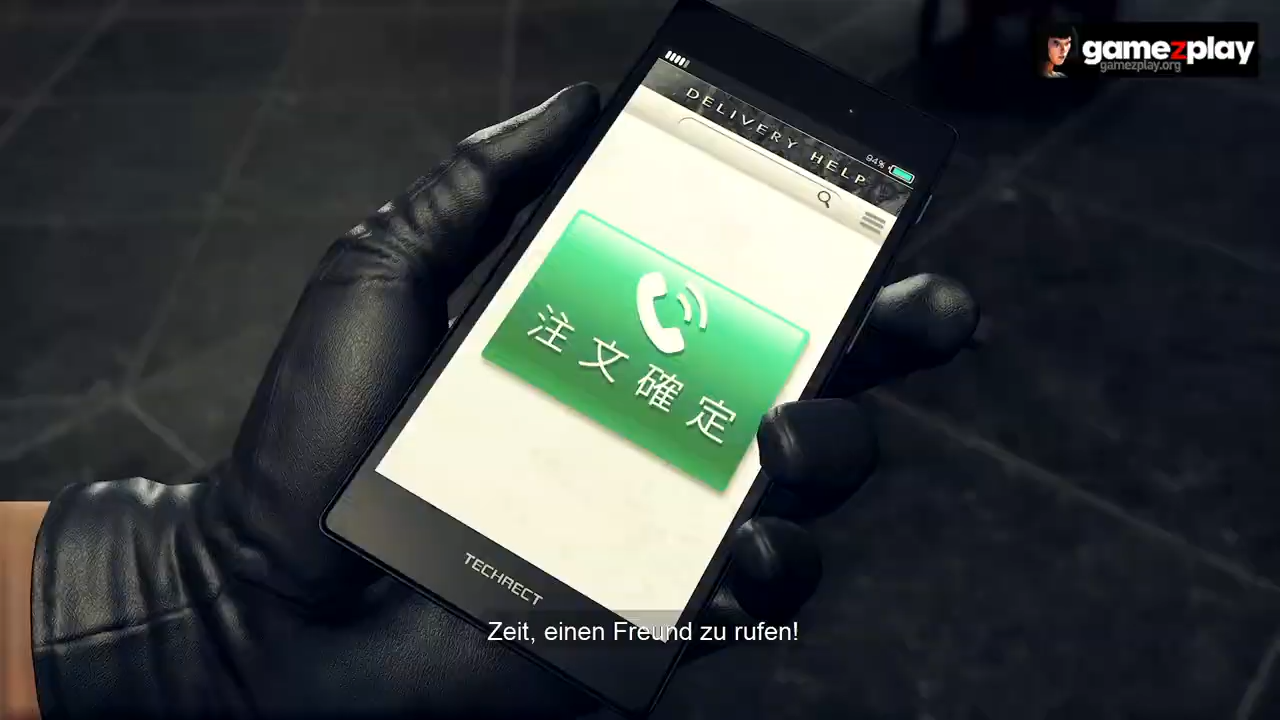 gamezplay
gamezplay.org
DELIVERY HELP
94%
注文確定
TECHRECT
Zeit, einen Freund zu rufen!